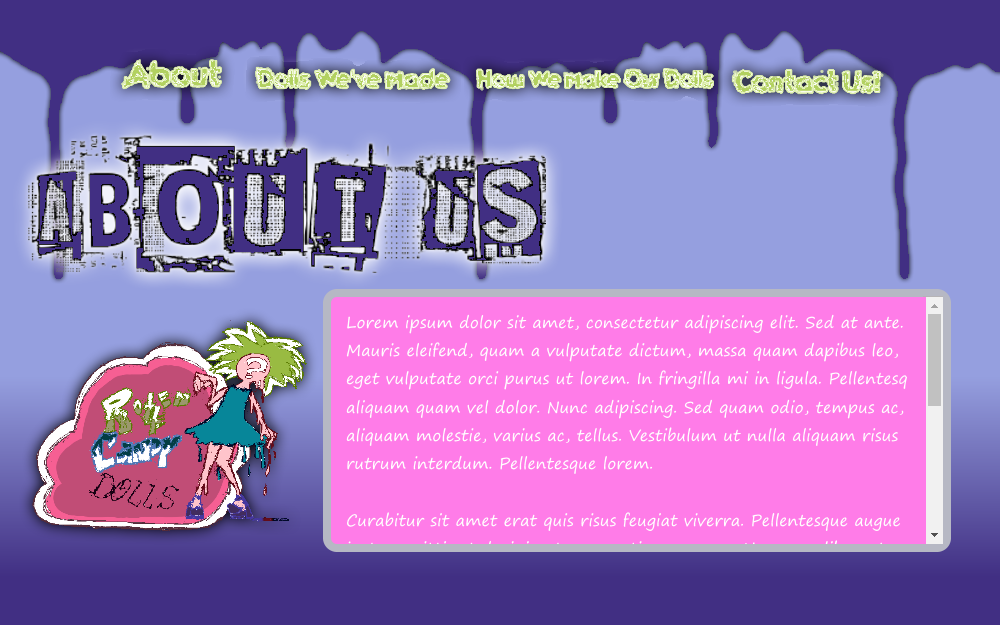 About
Dolls We've Made
How We Make Our Dolls
Contact Us!
ABOUT US
Lorem ipsum dolor sit amet, consectetur adipiscing elit. Sed at ante.
Mauris eleifend, quam a vulputate dictum, massa quam dapibus leo,
eget vulputate orci purus ut lorem. In fringilla mi in ligula. Pellentesq
aliquam quam vel dolor. Nunc adipiscing. Sed quam odio, tempus ac,
aliquam molestie, varius ac, tellus. Vestibulum ut nulla aliquam risus
rutrum interdum. Pellentesque lorem.
Curabitur sit amet erat quis risus feugiat viverra. Pellentesque augue
Rotten
Candy
DOLLS